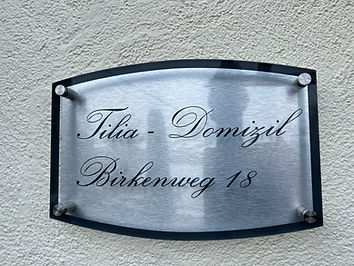 Tilia - Domizil
Birkenweg 18